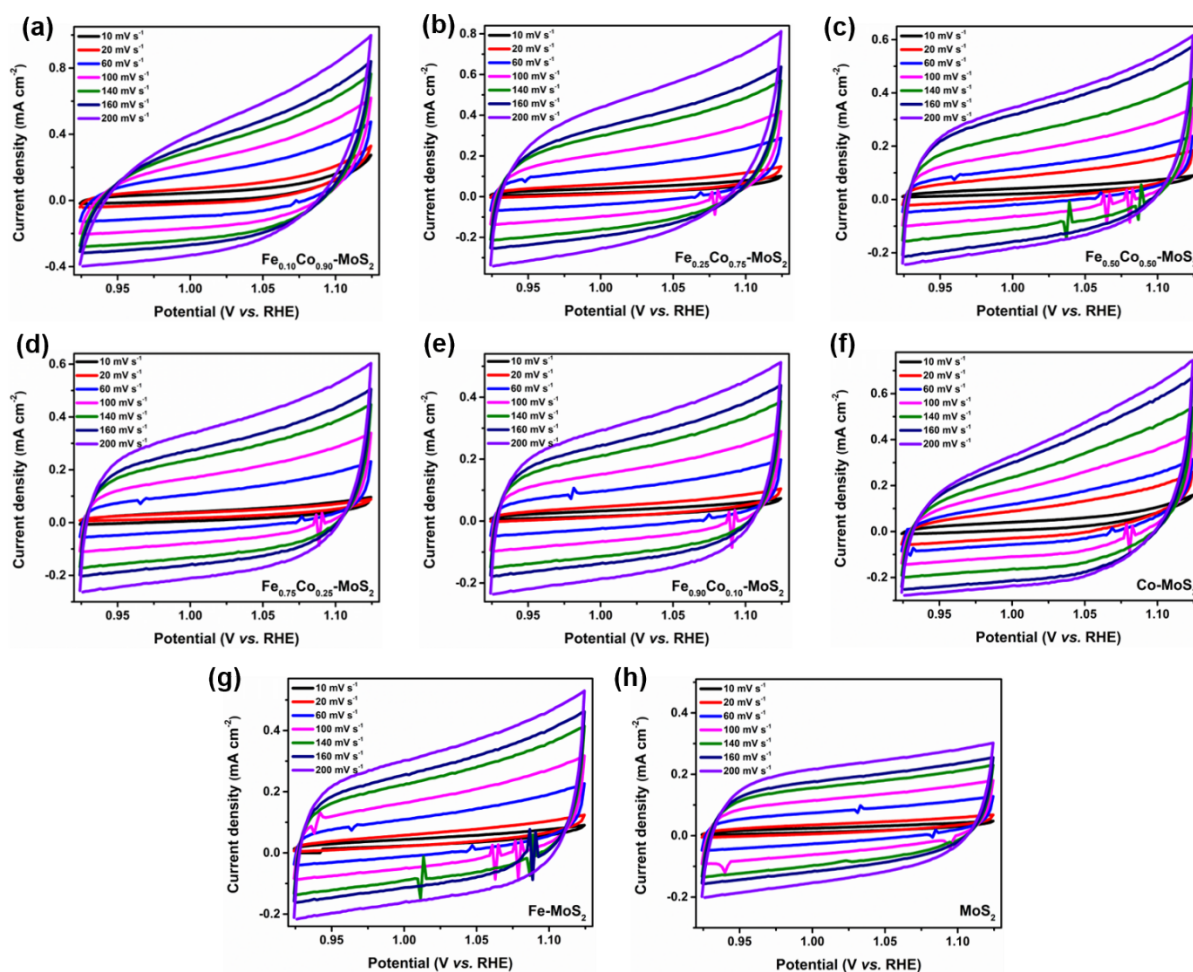 (a)
10 mV s-1
20 mV s-1
60 mV s-1
100 mV s-1
140 mV s-1
160 mV s-1
200 mV s-1
Current density (mA cm-2)
0.8
0.4
0.0
-0.4
0.95 1.00 1.05 1.10
Potential (V vs. RHE)
Fe0.10Co0.90-MoS2
(b)
10 mV s-1
20 mV s-1
60 mV s-1
100 mV s-1
140 mV s-1
160 mV s-1
200 mV s-1
Current density (mA cm-2)
0.8
0.6
0.4
0.2
0.0
-0.2
0.95 1.00 1.05 1.10
Potential (V vs. RHE)
Fe0.25Co0.75-MoS2
(c)
10 mV s-1
20 mV s-1
60 mV s-1
100 mV s-1
140 mV s-1
160 mV s-1
200 mV s-1
Current density (mA cm-2)
0.6
0.4
0.2
0.0
-0.2
0.95 1.00 1.05 1.10
Potential (V vs. RHE)
Fe0.50Co0.50-MoS2
(d)
10 mV s-1
20 mV s-1
60 mV s-1
100 mV s-1
140 mV s-1
160 mV s-1
200 mV s-1
Current density (mA cm-2)
0.6
0.4
0.2
0.0
-0.2
0.95 1.00 1.05 1.10
Potential (V vs. RHE)
Fe0.75Co0.25-MoS2
(e)
10 mV s-1
20 mV s-1
60 mV s-1
100 mV s-1
140 mV s-1
160 mV s-1
200 mV s-1
Current density (mA cm-2)
0.4
0.2
0.0
-0.2
0.95 1.00 1.05 1.10
Potential (V vs. RHE)
Fe0.90Co0.10-MoS2
(f)
10 mV s-1
20 mV s-1
60 mV s-1
100 mV s-1
140 mV s-1
160 mV s-1
200 mV s-1
Current density (mA cm-2)
0.6
0.4
0.2
0.0
-0.2
0.95 1.00 1.05 1.10
Potential (V vs. RHE)
Co-MoS2
(g)
10 mV s-1
20 mV s-1
60 mV s-1
100 mV s-1
140 mV s-1
160 mV s-1
200 mV s-1
Current density (mA cm-2)
0.4
0.2
0.0
-0.2
0.95 1.00 1.05 1.10
Potential (V vs. RHE)
Fe-MoS2
(h)
10 mV s-1
20 mV s-1
60 mV s-1
100 mV s-1
140 mV s-1
160 mV s-1
200 mV s-1
Current density (mA cm-2)
0.4
0.2
0.0
-0.2
0.95 1.00 1.05 1.10
Potential (V vs. RHE)
MoS2